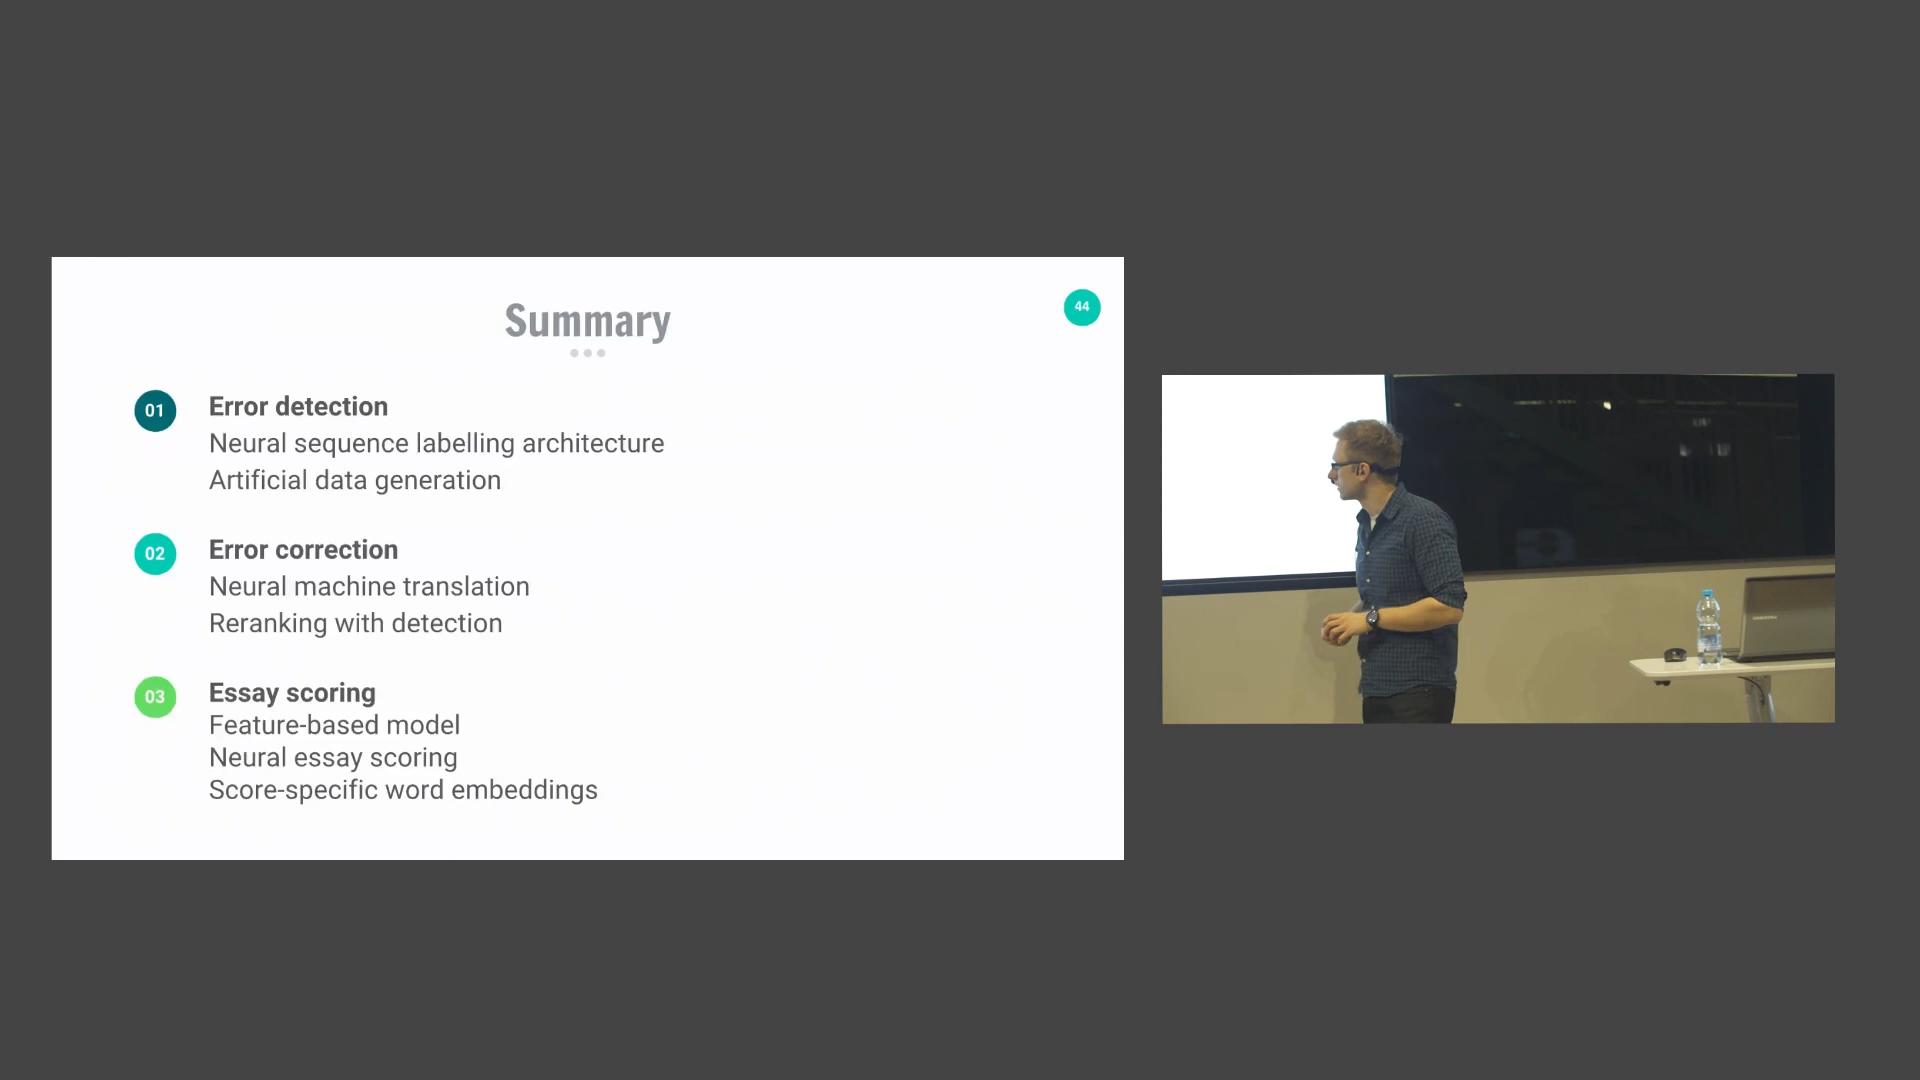 Summary
44
01
Error detection
Neural sequence labelling architecture
Artificial data generation
02
Error correction
Neural machine translation
Reranking with detection
03
Essay scoring
Feature-based model
Neural essay scoring
Score-specific word embeddings
SAMSUNG